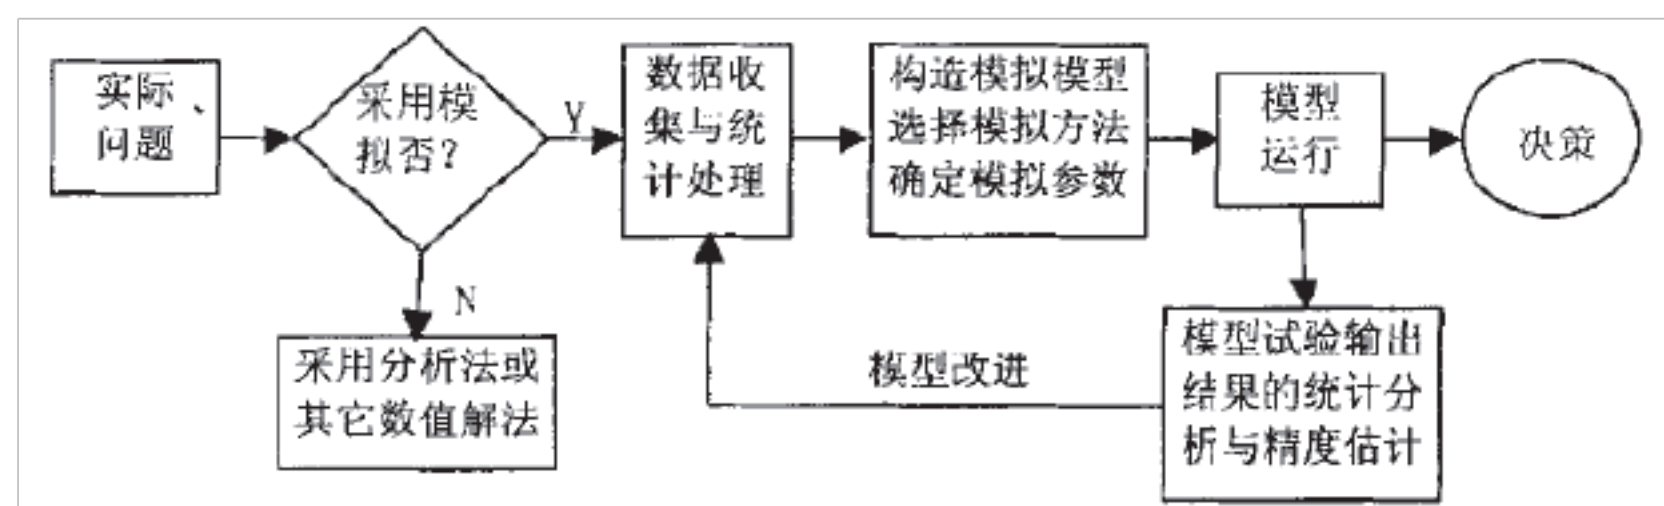 实际
问题
采用模
拟否?
Y
N
采用分析法或
其它数值解法
数据收
集与统
计处理
构造模拟模型
选择模拟方法
确定模拟参数
模型
运行
决策
模型试验输出
结果的统计分
析与精度估计
模型改进